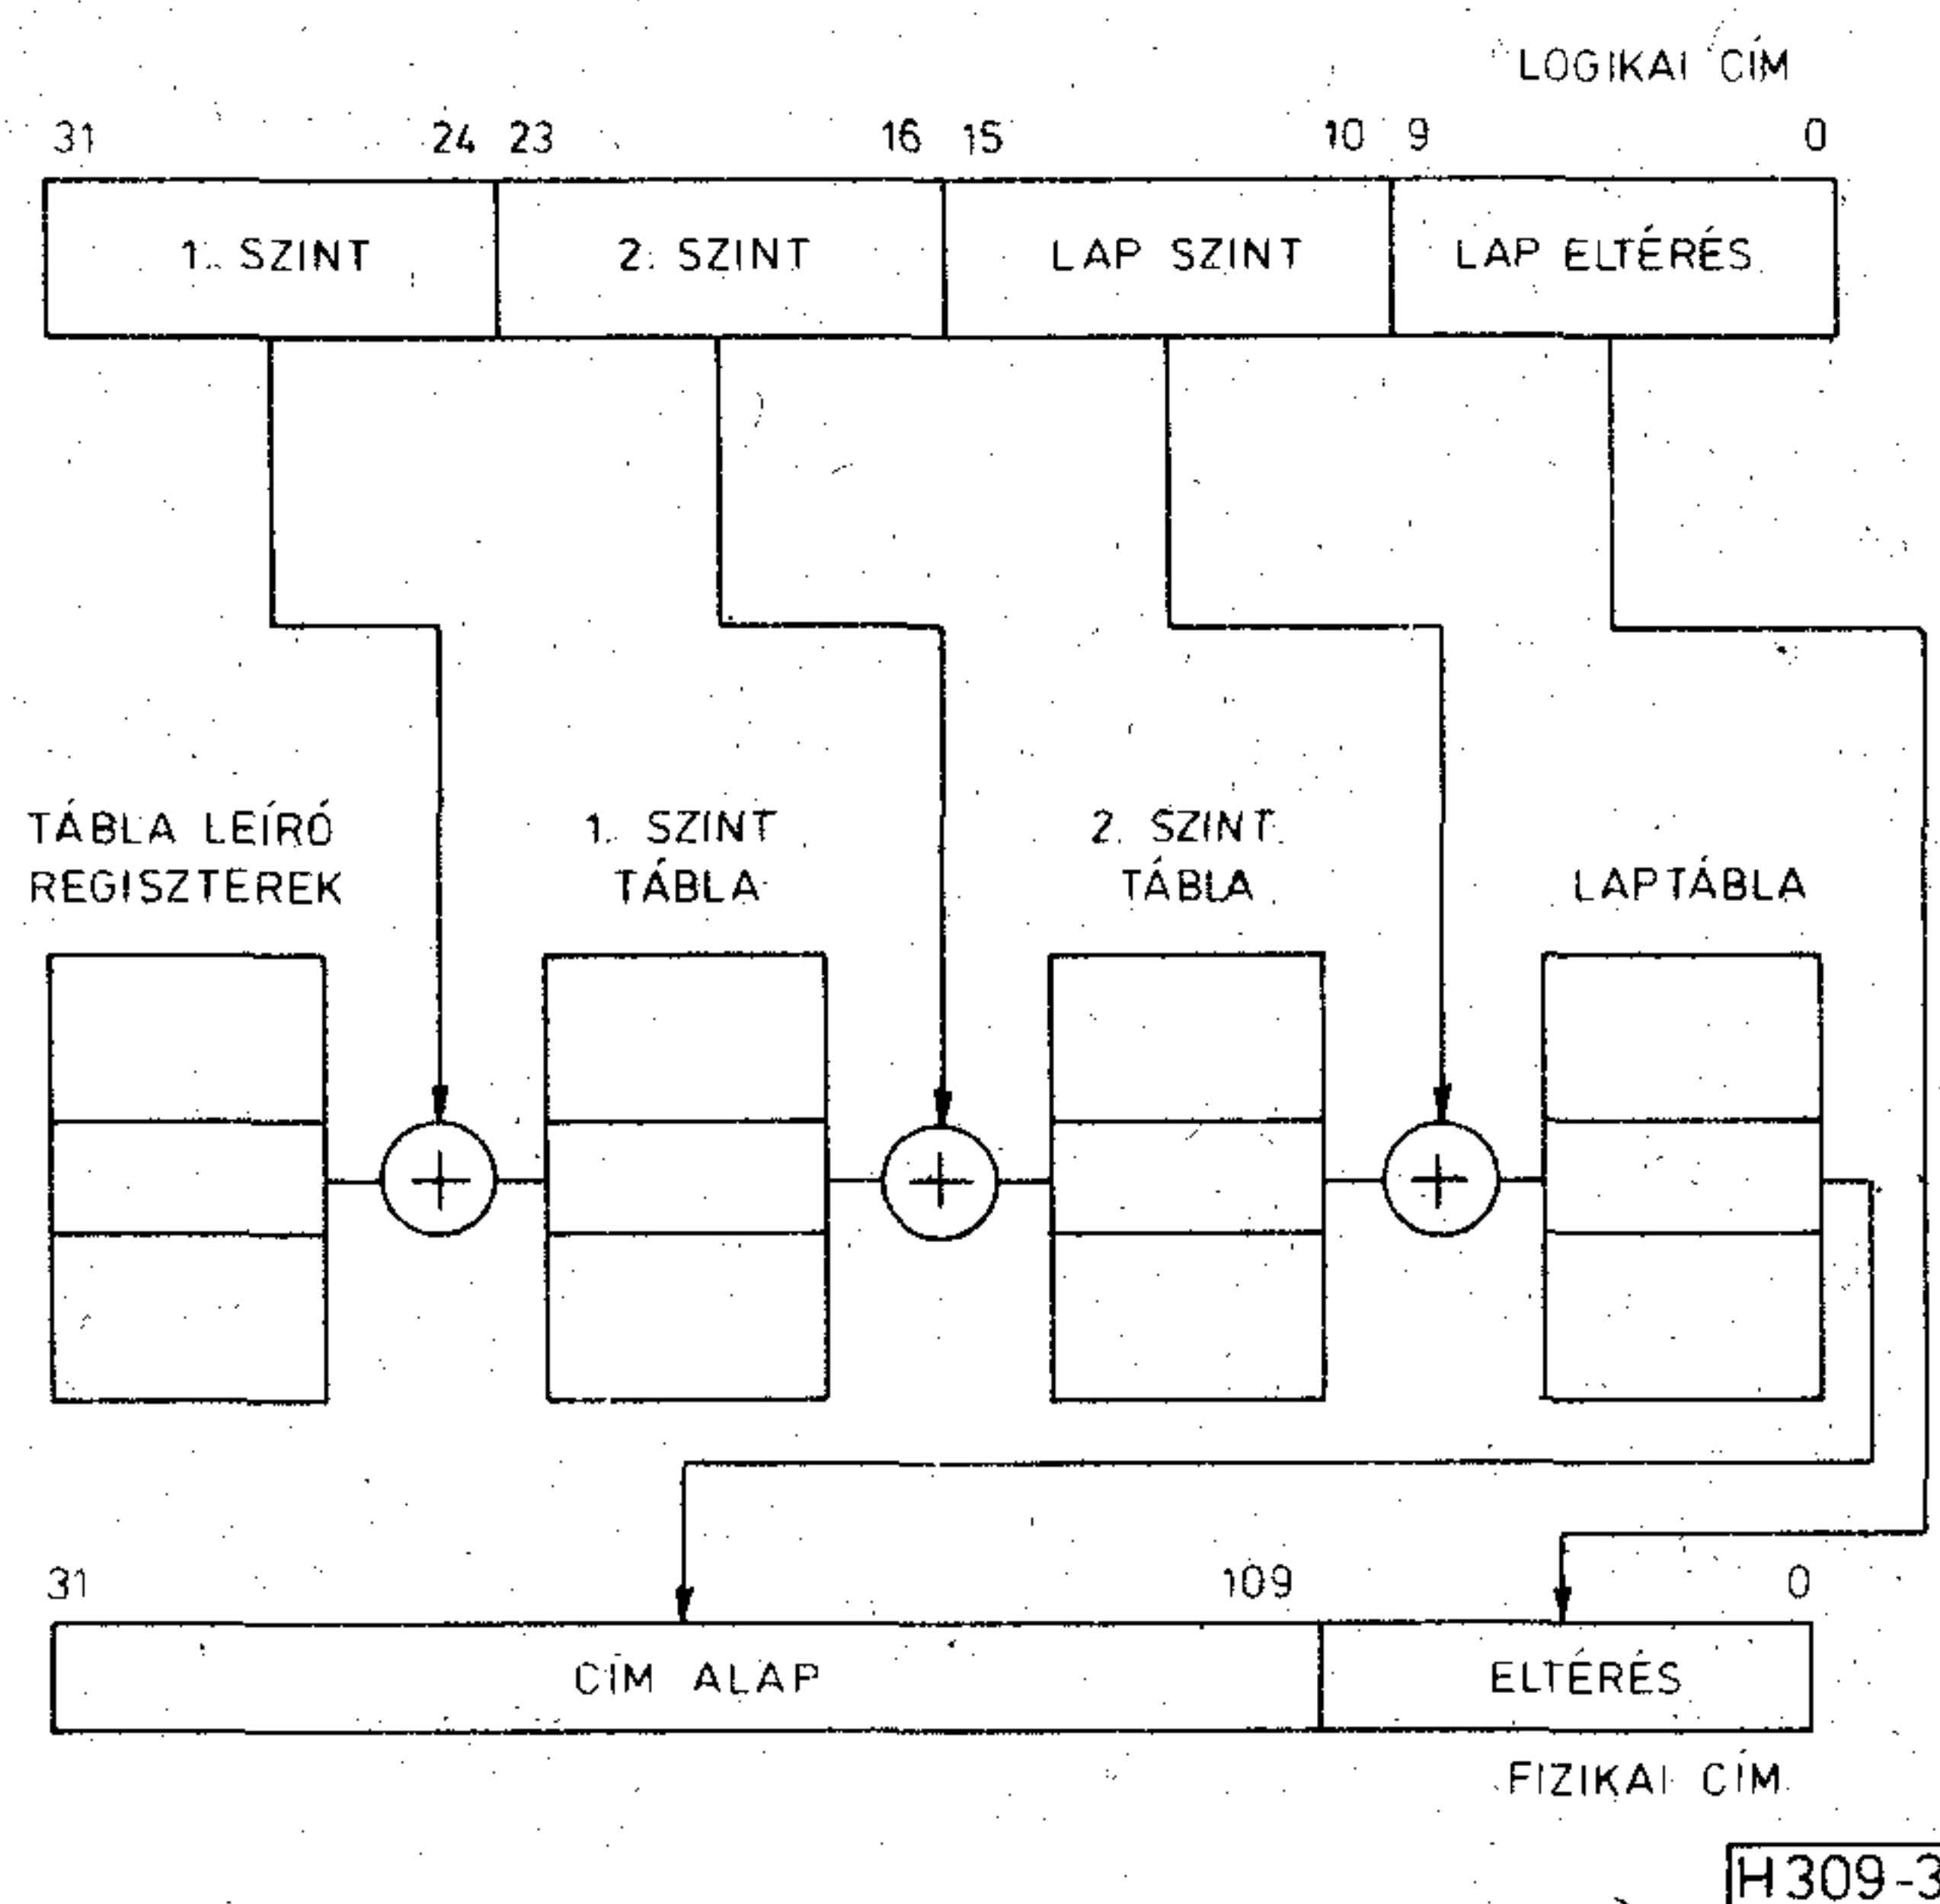 LOGIKAI CÍM
31 24 23 16 15 10 9 0
1. SZINT 2. SZINT LAP SZINT LAP ELTÉRÉS
TÁBLA LEÍRÓ
REGISZTEREK
1. SZINT
TÁBLA
2. SZINT
TÁBLA
LAPTÁBLA
31 109 0
CÍM ALAP ELTÉRÉS
FIZIKAI CÍM
H309-3